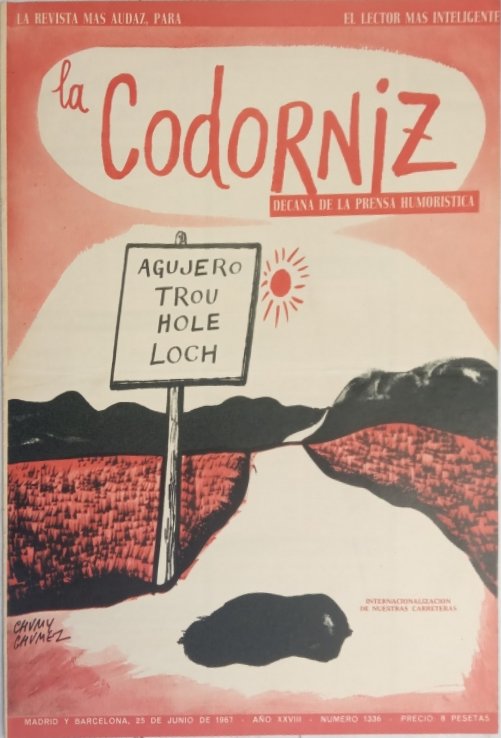 LA REVISTA MAS AUDAZ, PARA EL LECTOR MAS INTELIGENTE
la
CODORNIZ
DECANA DE LA PRENSA HUMORISTICA
AGUJERO
TROU
HOLE
LOCH
INTERNACIONALIZACION
DE NUESTRAS CARRETERAS
CHUMY
CHUMEZ
MADRID Y BARCELONA, 25 DE JUNIO DE 1967 - AÑO XXVIII - NUMERO 1336 - PRECIO 8 PESETAS